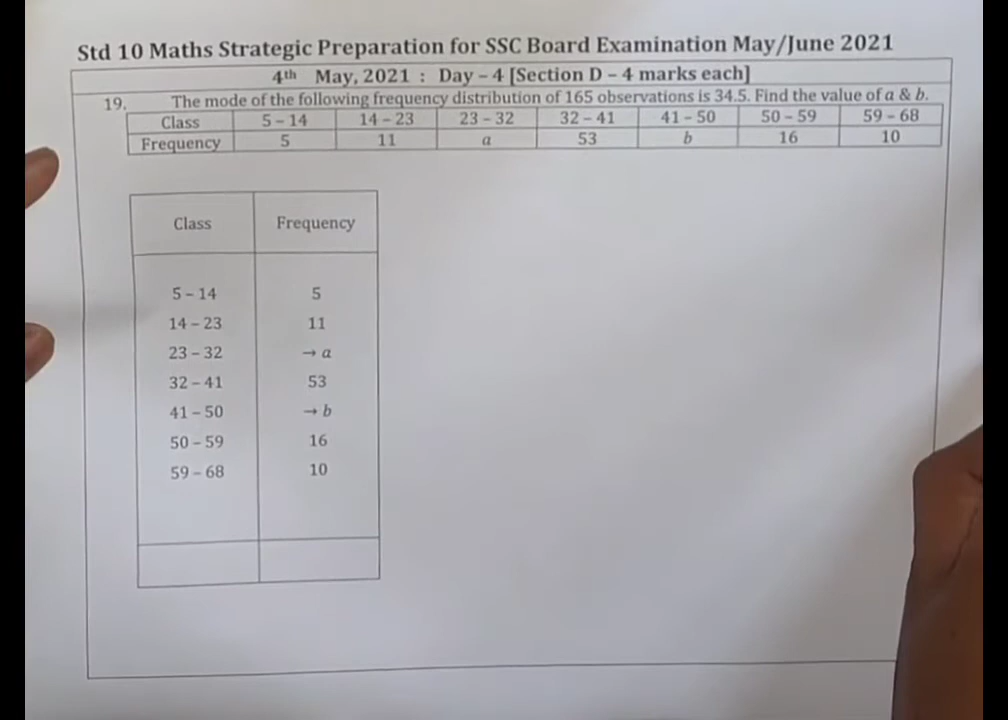 Std 10 Maths Strategic Preparation for SSC Board Examination May/June 2021
4th May, 2021 : Day – 4 [Section D – 4 marks each]
19. The mode of the following frequency distribution of 165 observations is 34.5. Find the value of a & b.
Class 5 – 14 14 – 23 23 – 32 32 – 41 41 – 50 50 – 59 59 – 68
Frequency 5 11 a 53 b 16 10
Class Frequency
5 – 14 5
14 – 23 11
23 – 32 → a
32 – 41 53
41 – 50 → b
50 – 59 16
59 – 68 10